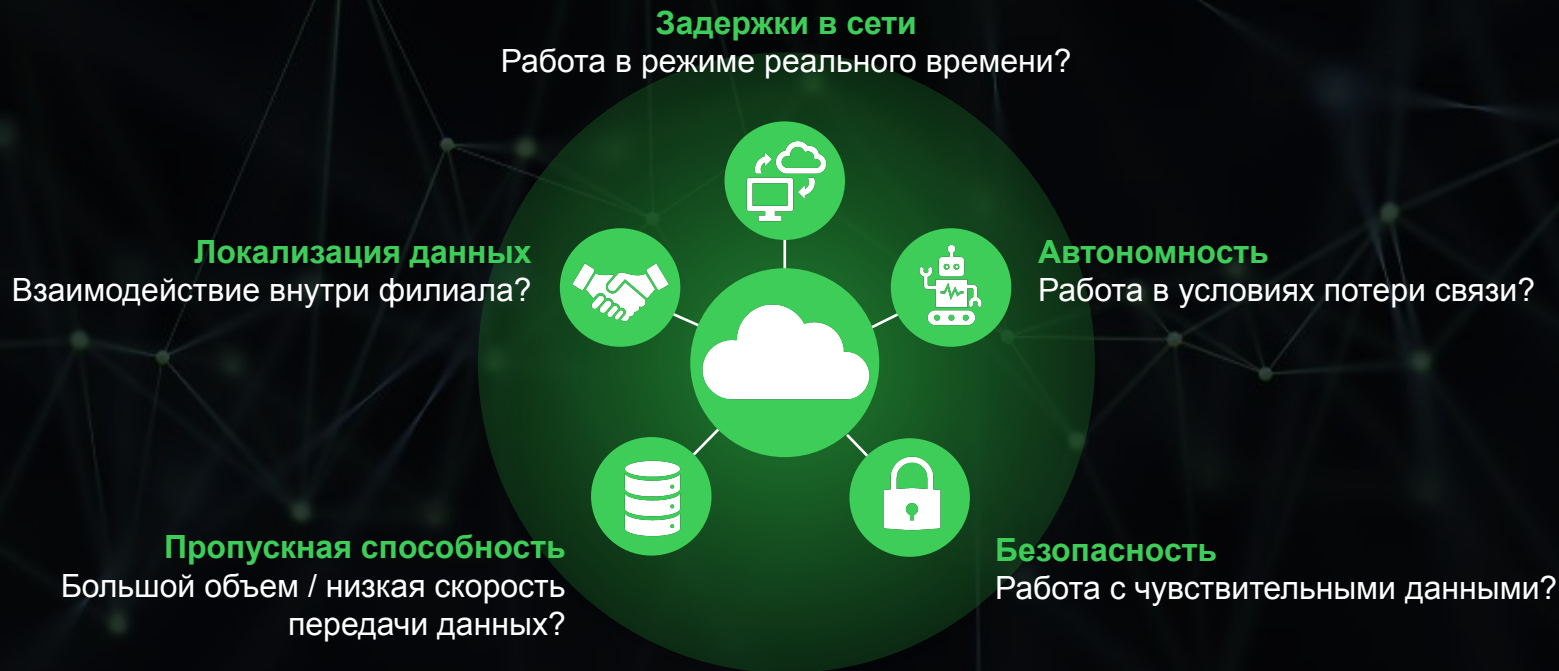 Задержки в сети
Работа в режиме реального времени?
Локализация данных
Взаимодействие внутри филиала?
Автономность
Работа в условиях потери связи?
Пропускная способность
Большой объем / низкая скорость
передачи данных?
Безопасность
Работа с чувствительными данными?